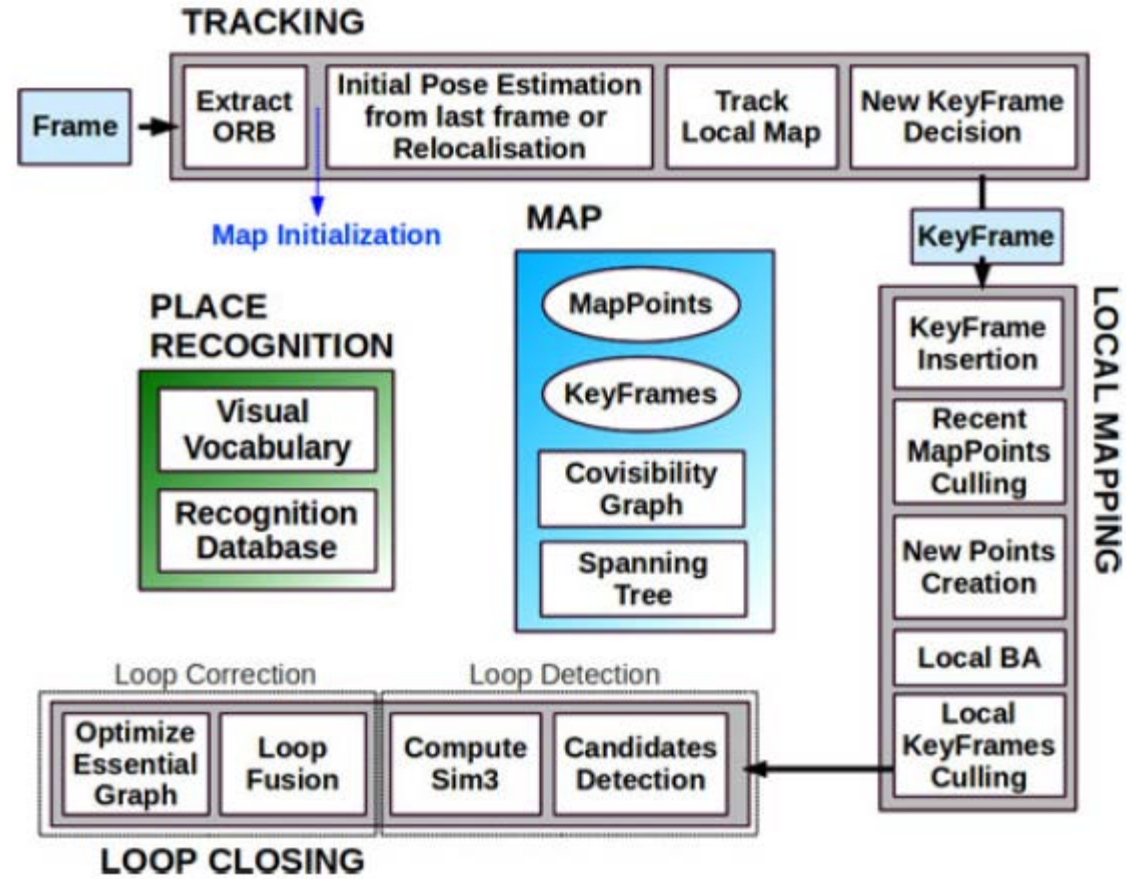 TRACKING
Frame
Extract
ORB
Initial Pose Estimation
from last frame or
Relocalisation
Track
Local Map
New KeyFrame
Decision
Map Initialization
MAP
KeyFrame
MapPoints
KeyFrames
Covisibility
Graph
Spanning
Tree
PLACE
RECOGNITION
Visual
Vocabulary
Recognition
Database
LOCAL MAPPING
KeyFrame
Insertion
Recent
MapPoints
Culling
New Points
Creation
Local BA
Local
KeyFrames
Culling
Loop Correction
Loop Detection
Optimize
Essential
Graph
Loop
Fusion
Compute
Sim3
Candidates
Detection
LOOP CLOSING